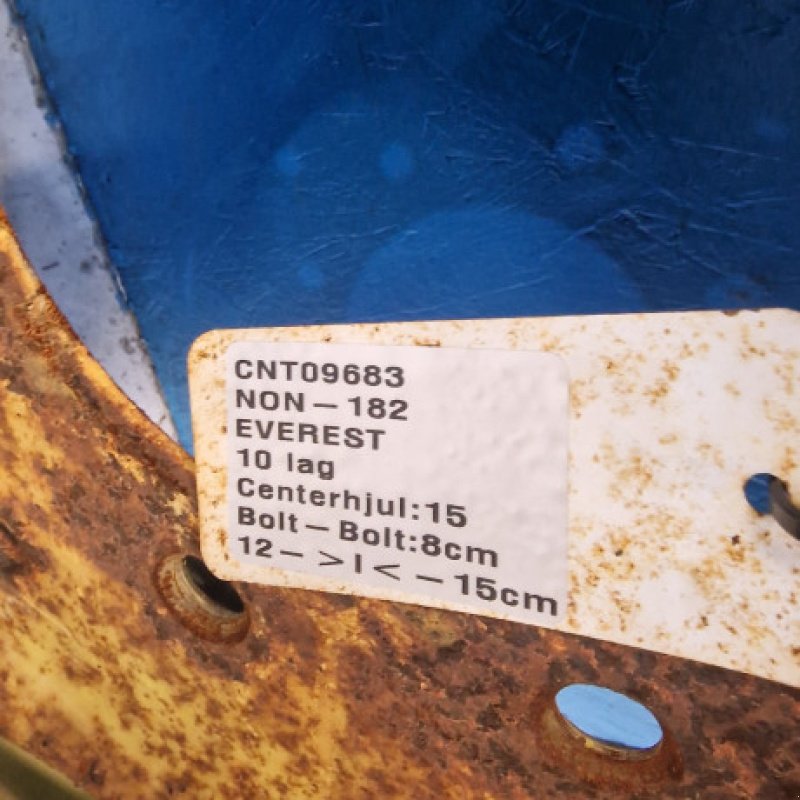 CNT09683
NON-182
EVEREST
10 lag
Centerhjul:15
Bolt-Bolt:8cm
12- >|< -15cm